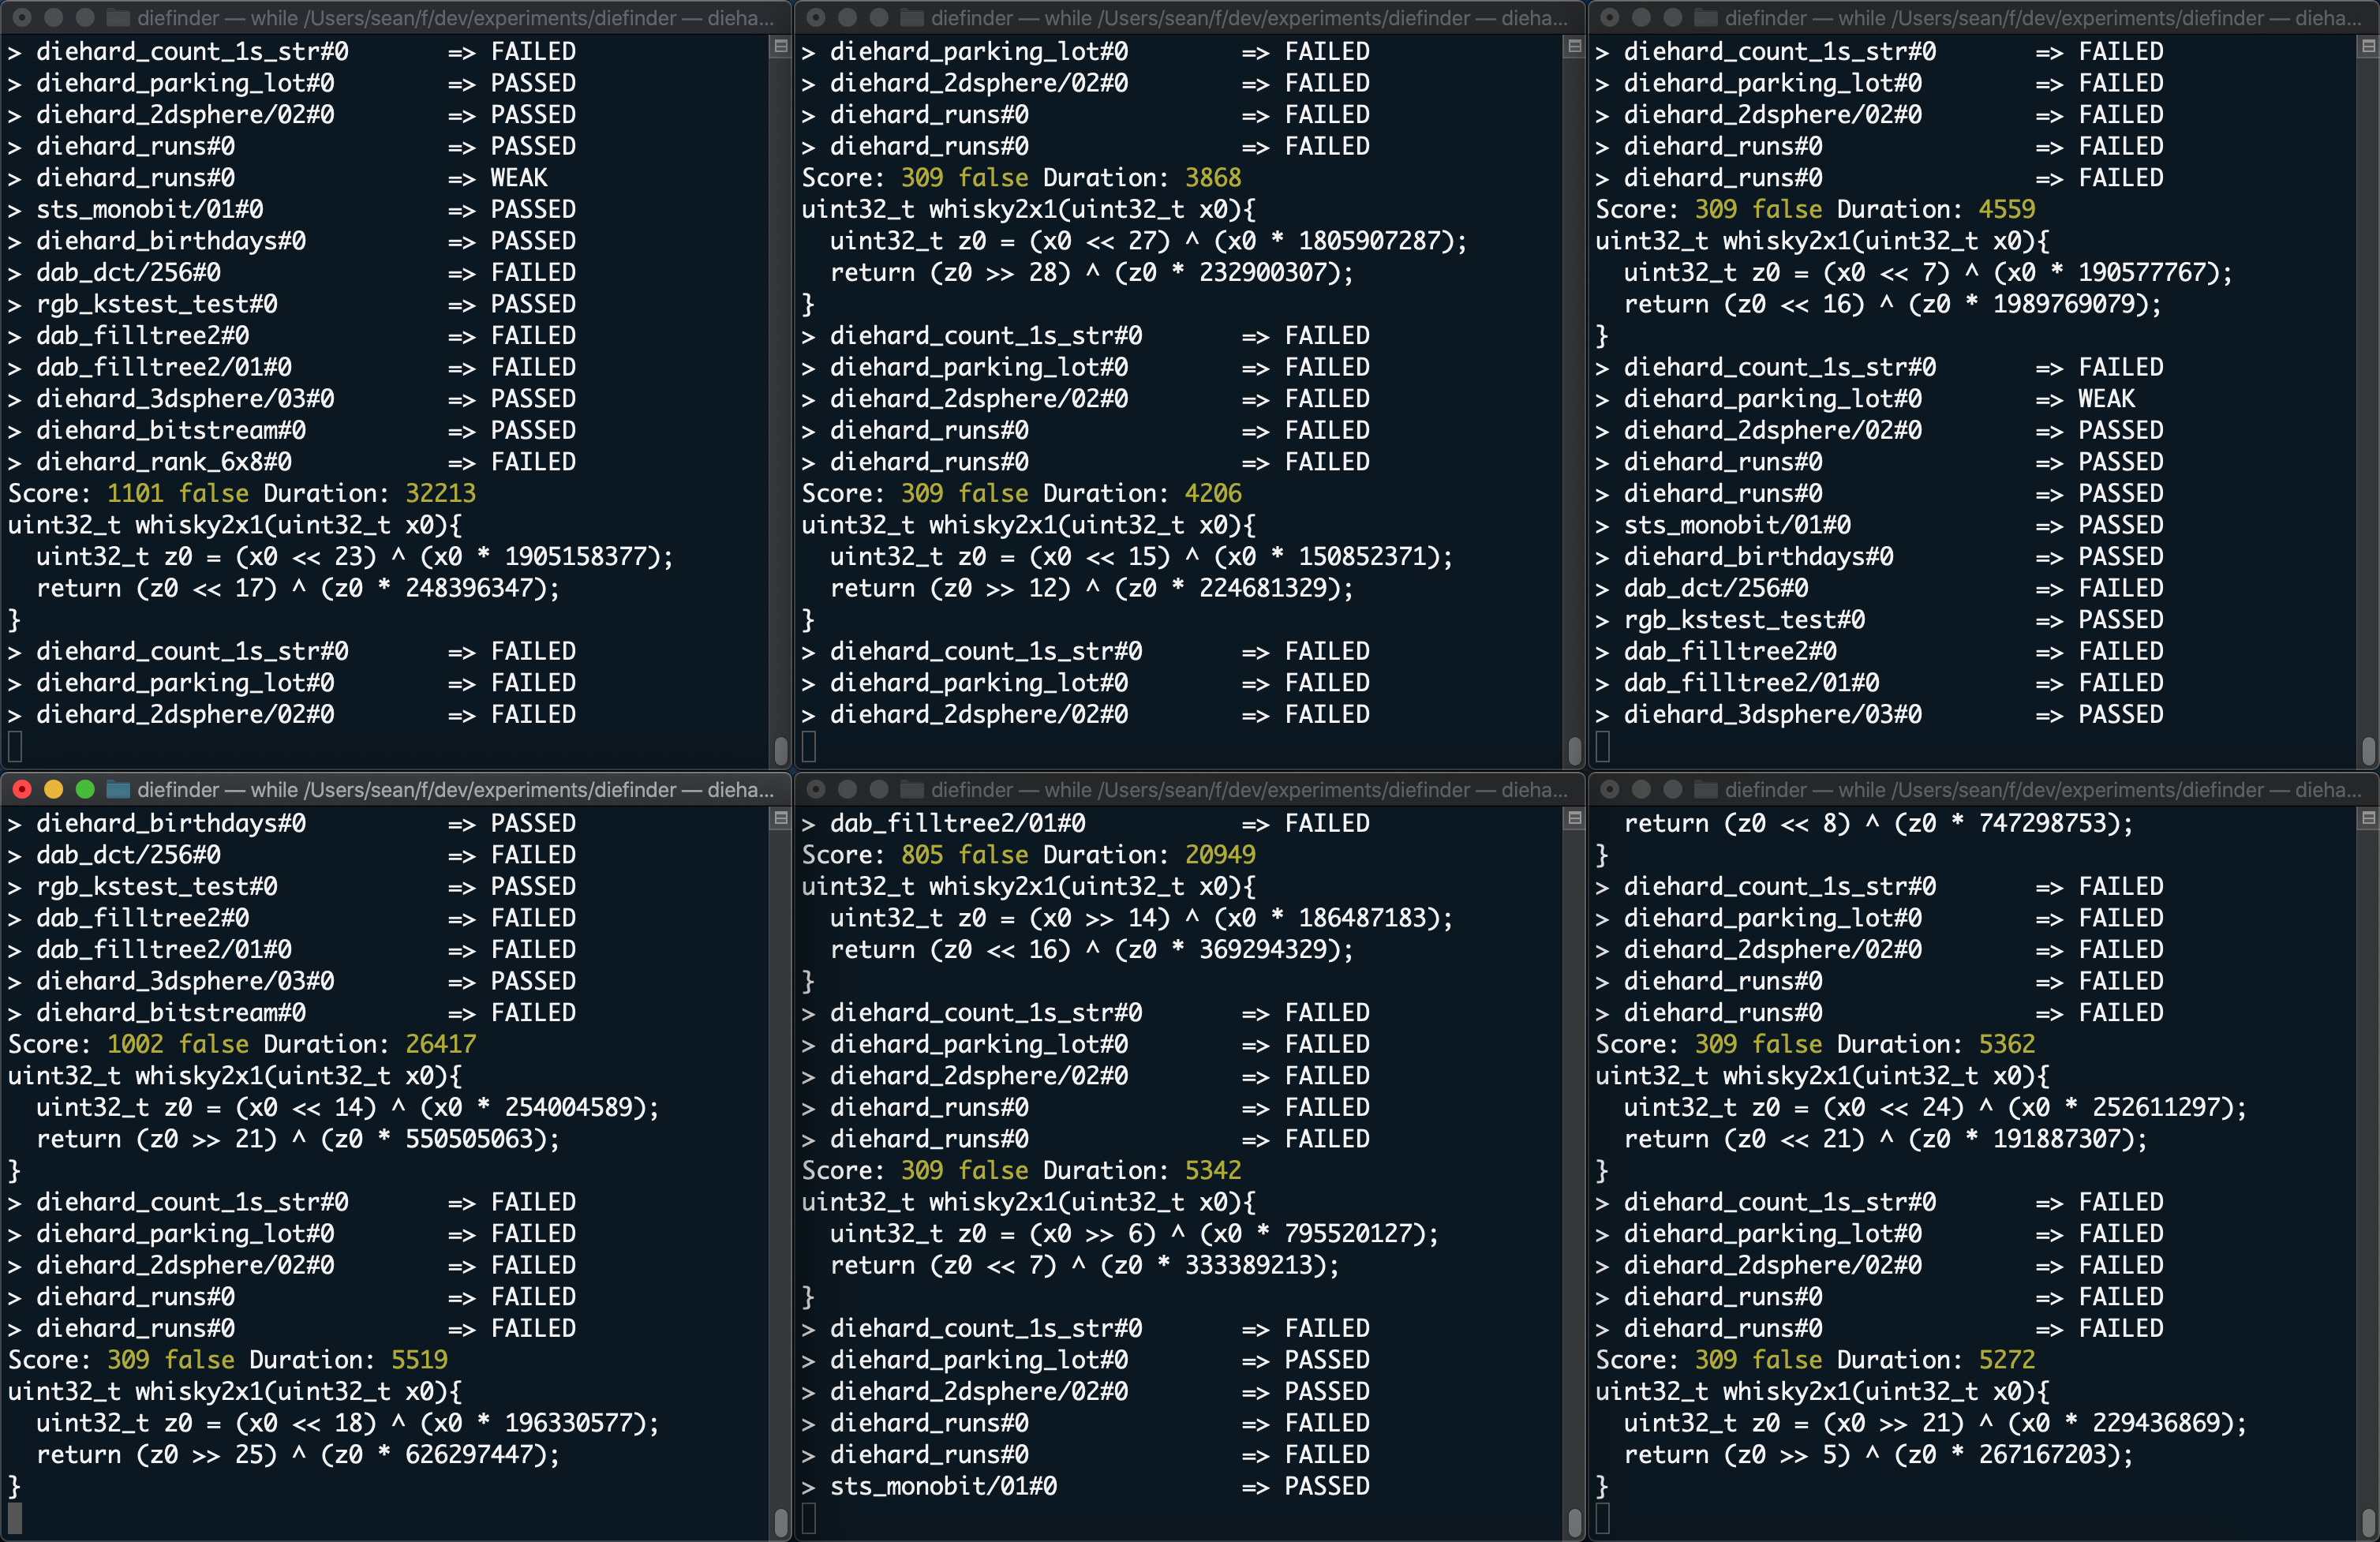 diefinder — while /Users/sean/f/dev/experiments/diefinder — dieha...
> diehard_count_1s_str#0 => FAILED
> diehard_parking_lot#0 => PASSED
> diehard_2dsphere/02#0 => PASSED
> diehard_runs#0 => PASSED
> diehard_runs#0 => WEAK
> sts_monobit/01#0 => PASSED
> diehard_birthdays#0 => PASSED
> dab_dct/256#0 => FAILED
> rgb_kstest_test#0 => PASSED
> dab_filltree2#0 => FAILED
> dab_filltree2/01#0 => FAILED
> diehard_3dsphere/03#0 => PASSED
> diehard_bitstream#0 => PASSED
> diehard_rank_6x8#0 => FAILED
Score: 1101 false Duration: 32213
uint32_t whisky2x1(uint32_t x0){
  uint32_t z0 = (x0 << 23) ^ (x0 * 1905158377);
  return (z0 << 17) ^ (z0 * 248396347);
}
> diehard_count_1s_str#0 => FAILED
> diehard_parking_lot#0 => FAILED
> diehard_2dsphere/02#0 => FAILED
diefinder — while /Users/sean/f/dev/experiments/diefinder — dieha...
> diehard_parking_lot#0 => FAILED
> diehard_2dsphere/02#0 => FAILED
> diehard_runs#0 => FAILED
> diehard_runs#0 => FAILED
Score: 309 false Duration: 3868
uint32_t whisky2x1(uint32_t x0){
  uint32_t z0 = (x0 << 27) ^ (x0 * 1805907287);
  return (z0 >> 28) ^ (z0 * 232900307);
}
> diehard_count_1s_str#0 => FAILED
> diehard_parking_lot#0 => FAILED
> diehard_2dsphere/02#0 => FAILED
> diehard_runs#0 => FAILED
> diehard_runs#0 => FAILED
Score: 309 false Duration: 4206
uint32_t whisky2x1(uint32_t x0){
  uint32_t z0 = (x0 << 15) ^ (x0 * 150852371);
  return (z0 >> 12) ^ (z0 * 224681329);
}
> diehard_count_1s_str#0 => FAILED
> diehard_parking_lot#0 => FAILED
> diehard_2dsphere/02#0 => FAILED
diefinder — while /Users/sean/f/dev/experiments/diefinder — dieha...
> diehard_count_1s_str#0 => FAILED
> diehard_parking_lot#0 => FAILED
> diehard_2dsphere/02#0 => FAILED
> diehard_runs#0 => FAILED
> diehard_runs#0 => FAILED
Score: 309 false Duration: 4559
uint32_t whisky2x1(uint32_t x0){
  uint32_t z0 = (x0 << 7) ^ (x0 * 190577767);
  return (z0 << 16) ^ (z0 * 1989769079);
}
> diehard_count_1s_str#0 => FAILED
> diehard_parking_lot#0 => WEAK
> diehard_2dsphere/02#0 => PASSED
> diehard_runs#0 => PASSED
> diehard_runs#0 => PASSED
> sts_monobit/01#0 => PASSED
> diehard_birthdays#0 => PASSED
> dab_dct/256#0 => FAILED
> rgb_kstest_test#0 => PASSED
> dab_filltree2#0 => FAILED
> dab_filltree2/01#0 => FAILED
> diehard_3dsphere/03#0 => PASSED
diefinder — while /Users/sean/f/dev/experiments/diefinder — dieha...
> diehard_birthdays#0 => PASSED
> dab_dct/256#0 => FAILED
> rgb_kstest_test#0 => PASSED
> dab_filltree2#0 => FAILED
> dab_filltree2/01#0 => FAILED
> diehard_3dsphere/03#0 => PASSED
> diehard_bitstream#0 => FAILED
Score: 1002 false Duration: 26417
uint32_t whisky2x1(uint32_t x0){
  uint32_t z0 = (x0 << 14) ^ (x0 * 254004589);
  return (z0 >> 21) ^ (z0 * 550505063);
}
> diehard_count_1s_str#0 => FAILED
> diehard_parking_lot#0 => FAILED
> diehard_2dsphere/02#0 => FAILED
> diehard_runs#0 => FAILED
> diehard_runs#0 => FAILED
Score: 309 false Duration: 5519
uint32_t whisky2x1(uint32_t x0){
  uint32_t z0 = (x0 << 18) ^ (x0 * 196330577);
  return (z0 >> 25) ^ (z0 * 626297447);
}
diefinder — while /Users/sean/f/dev/experiments/diefinder — dieha...
> dab_filltree2/01#0 => FAILED
Score: 805 false Duration: 20949
uint32_t whisky2x1(uint32_t x0){
  uint32_t z0 = (x0 >> 14) ^ (x0 * 186487183);
  return (z0 << 16) ^ (z0 * 369294329);
}
> diehard_count_1s_str#0 => FAILED
> diehard_parking_lot#0 => FAILED
> diehard_2dsphere/02#0 => FAILED
> diehard_runs#0 => FAILED
> diehard_runs#0 => FAILED
Score: 309 false Duration: 5342
uint32_t whisky2x1(uint32_t x0){
  uint32_t z0 = (x0 >> 6) ^ (x0 * 795520127);
  return (z0 << 7) ^ (z0 * 333389213);
}
> diehard_count_1s_str#0 => FAILED
> diehard_parking_lot#0 => PASSED
> diehard_2dsphere/02#0 => PASSED
> diehard_runs#0 => FAILED
> diehard_runs#0 => FAILED
> sts_monobit/01#0 => PASSED
diefinder — while /Users/sean/f/dev/experiments/diefinder — dieha...
  return (z0 << 8) ^ (z0 * 747298753);
}
> diehard_count_1s_str#0 => FAILED
> diehard_parking_lot#0 => FAILED
> diehard_2dsphere/02#0 => FAILED
> diehard_runs#0 => FAILED
> diehard_runs#0 => FAILED
Score: 309 false Duration: 5362
uint32_t whisky2x1(uint32_t x0){
  uint32_t z0 = (x0 << 24) ^ (x0 * 252611297);
  return (z0 << 21) ^ (z0 * 191887307);
}
> diehard_count_1s_str#0 => FAILED
> diehard_parking_lot#0 => FAILED
> diehard_2dsphere/02#0 => FAILED
> diehard_runs#0 => FAILED
> diehard_runs#0 => FAILED
Score: 309 false Duration: 5272
uint32_t whisky2x1(uint32_t x0){
  uint32_t z0 = (x0 >> 21) ^ (x0 * 229436869);
  return (z0 >> 5) ^ (z0 * 267167203);
}